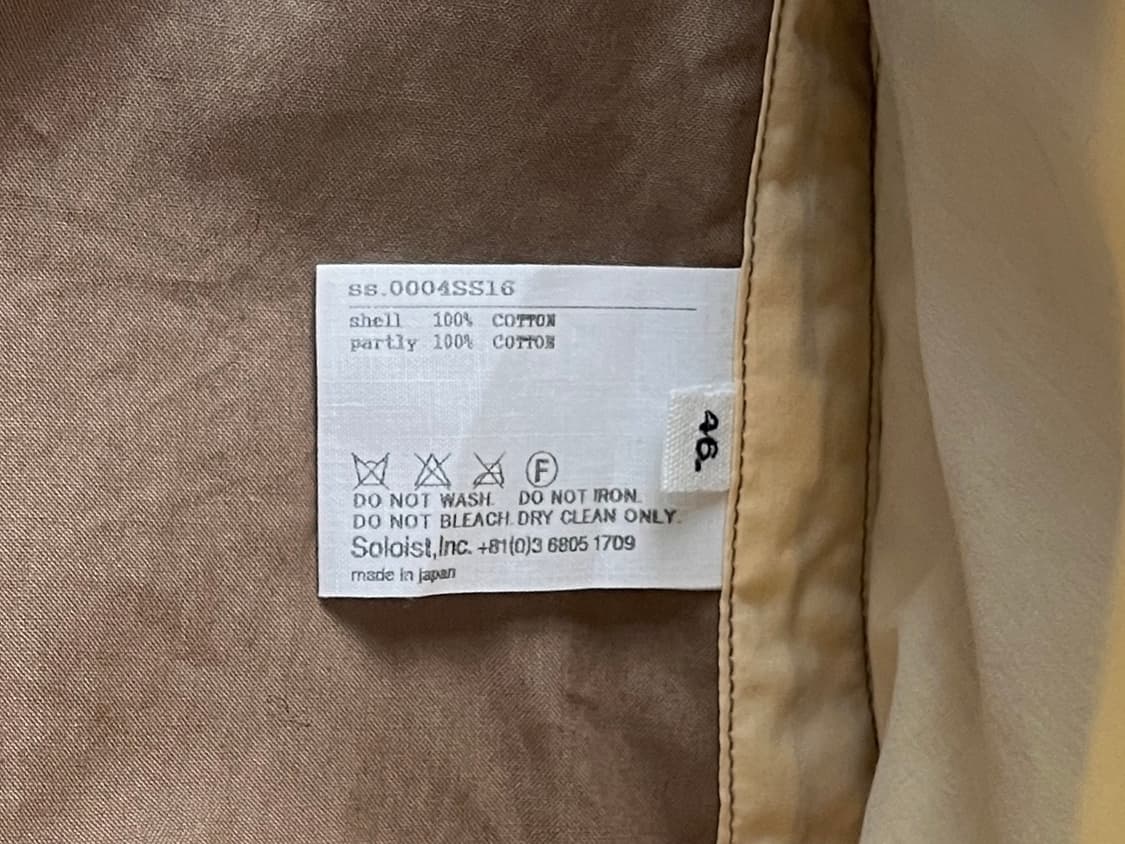 ss.0004SS16
shell 100% COTTON
partly 100% COTTON
46.
F
DO NOT WASH. DO NOT IRON.
DO NOT BLEACH. DRY CLEAN ONLY.
Soloist,Inc. +81(0)3 6805 1709
made in japan